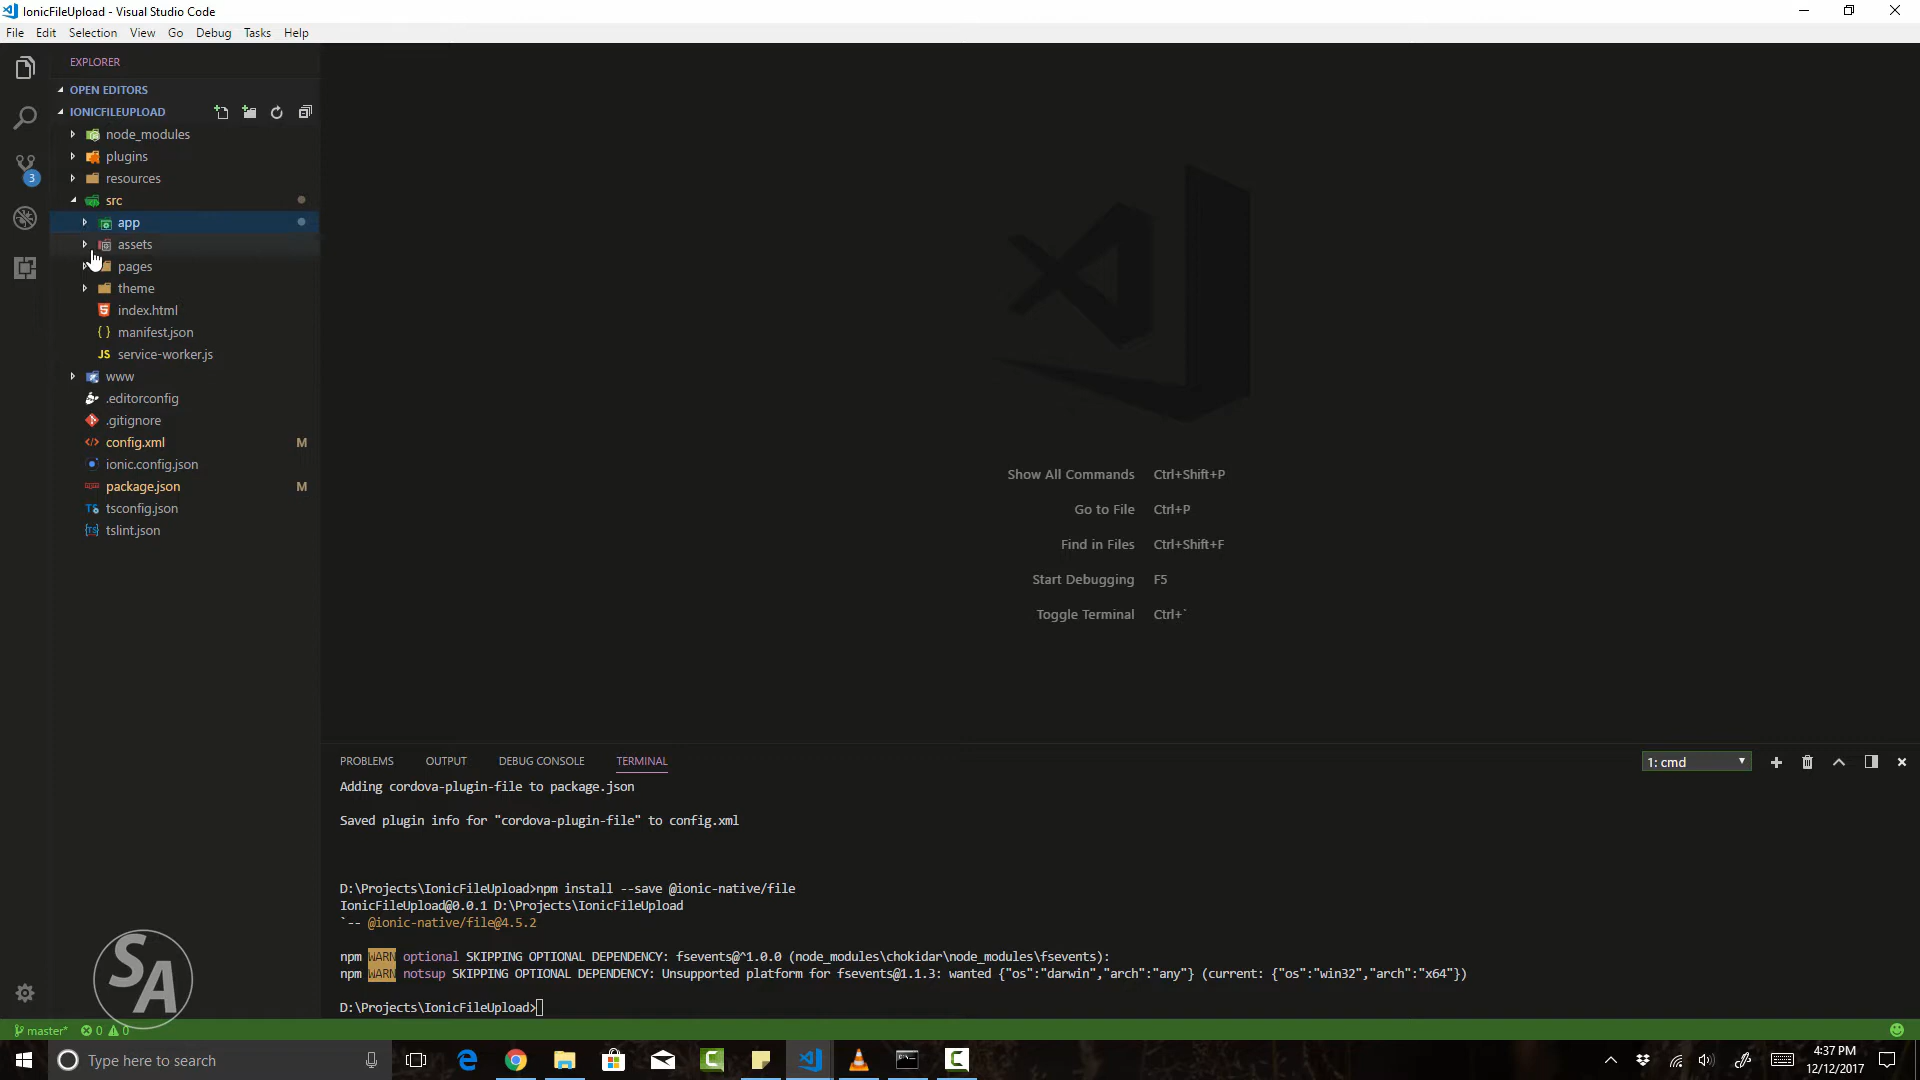 IonicFileUpload - Visual Studio Code
File Edit Selection View Go Debug Tasks Help
EXPLORER
OPEN EDITORS
IONICFILEUPLOAD
node_modules
plugins
resources
src
app
assets
pages
theme
index.html
manifest.json
JS service-worker.js
www
.editorconfig
.gitignore
config.xml M
ionic.config.json
package.json M
tsconfig.json
tslint.json
3
Show All Commands Ctrl+Shift+P
Go to File Ctrl+P
Find in Files Ctrl+Shift+F
Start Debugging F5
Toggle Terminal Ctrl+`
PROBLEMS OUTPUT DEBUG CONSOLE TERMINAL 1: cmd
Adding cordova-plugin-file to package.json
Saved plugin info for "cordova-plugin-file" to config.xml
D:\Projects\IonicFileUpload>npm install --save @ionic-native/file
IonicFileUpload@0.0.1 D:\Projects\IonicFileUpload
`-- @ionic-native/file@4.5.2
npm WARN optional SKIPPING OPTIONAL DEPENDENCY: fsevents@^1.0.0 (node_modules\chokidar\node_modules\fsevents):
npm WARN notsup SKIPPING OPTIONAL DEPENDENCY: Unsupported platform for fsevents@1.1.3: wanted {"os":"darwin","arch":"any"} (current: {"os":"win32","arch":"x64"})
D:\Projects\IonicFileUpload>
SA
master* 0 0
Type here to search
4:37 PM
12/12/2017